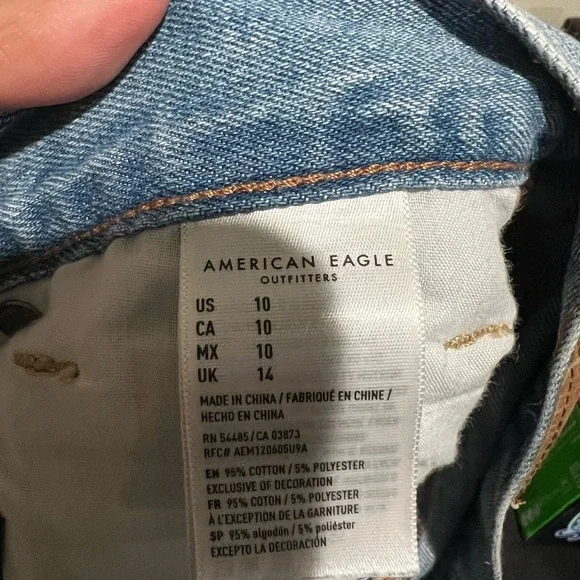 AMERICAN EAGLE
OUTFITTERS
US 10
CA 10
MX 10
UK 14
MADE IN CHINA / FABRIQUÉ EN CHINE /
HECHO EN CHINA
RN 54485/CA 03873
RFC# AEM120605U9A
EN 95% COTTON / 5% POLYESTER
EXCLUSIVE OF DECORATION
FR 95% COTON / 5% POLYESTER
À L'EXCEPTION DE LA GARNITURE
SP 95% algodón / 5% poliéster
EXCEPTO LA DECORACIÓN